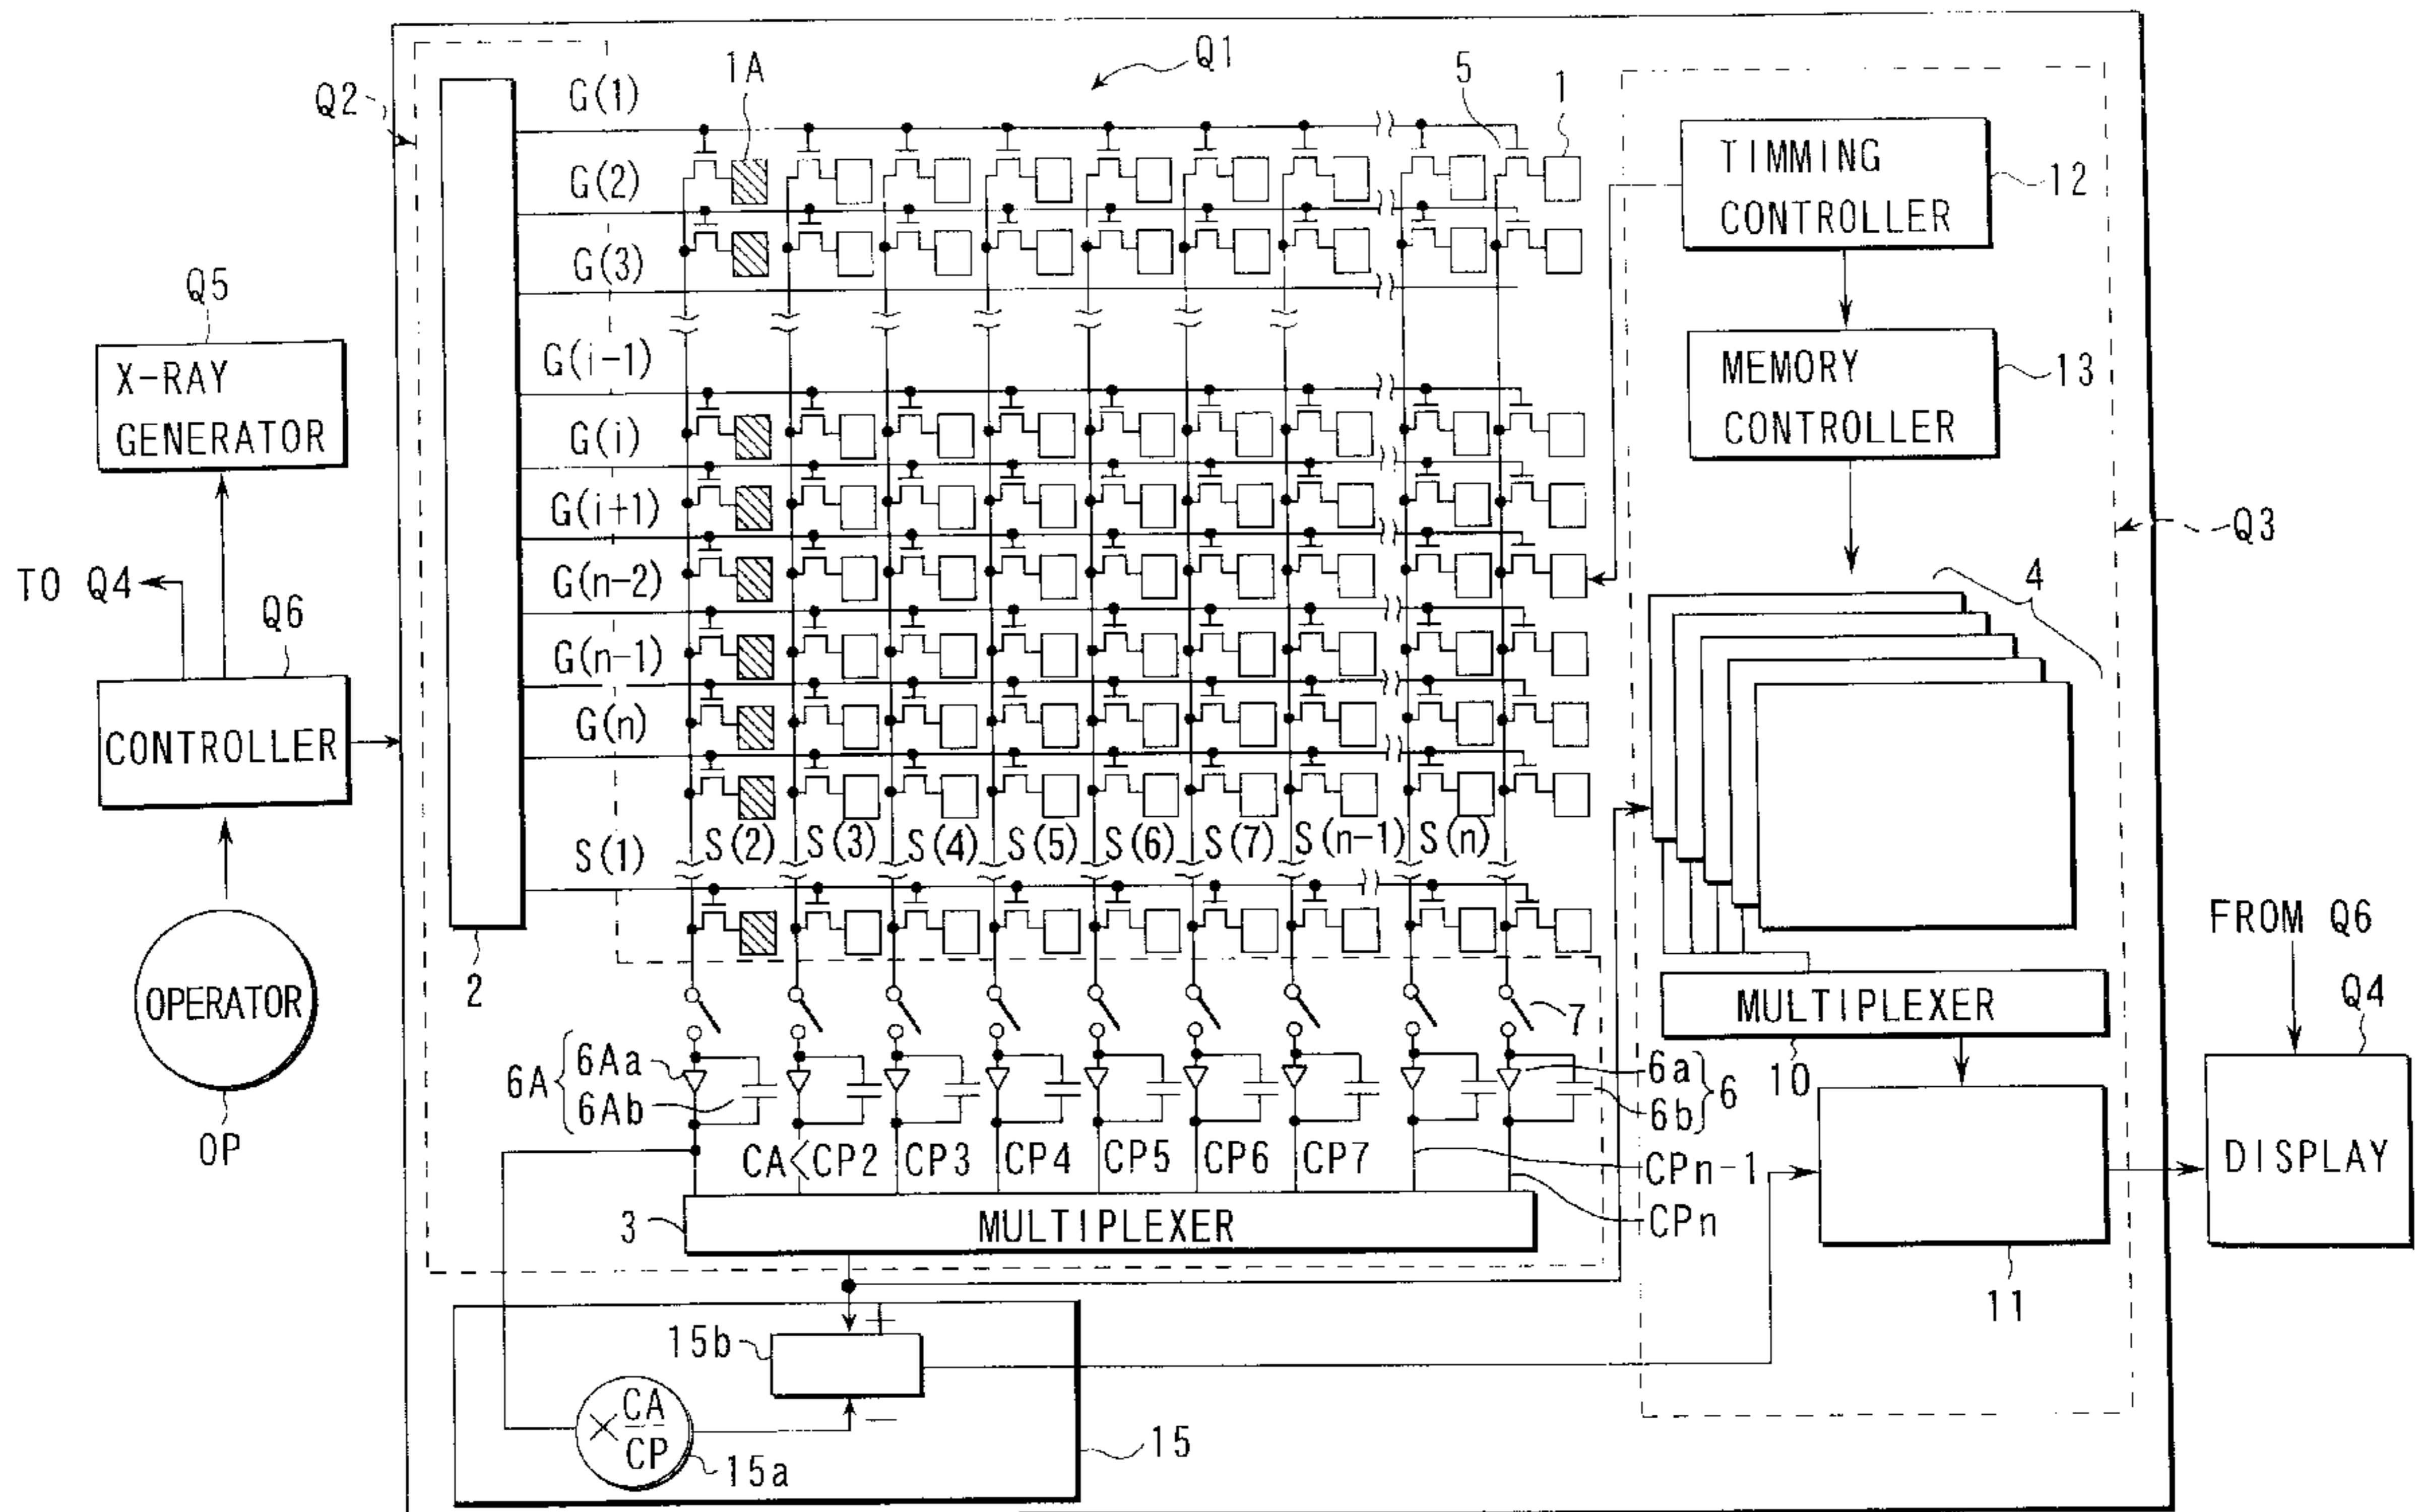 Q1
Q2
G(1)
1A
5
1
G(2)
G(3)
G(i-1)
G(i)
G(i+1)
G(n-2)
G(n-1)
G(n)
S(1)
S(2)
S(3)
S(4)
S(5)
S(6)
S(7)
S(n-1)
S(n)
TIMMING
CONTROLLER
12
MEMORY
CONTROLLER
13
Q3
4
Q5
X-RAY
GENERATOR
TO Q4
Q6
CONTROLLER
OPERATOR
OP
2
7
6A
6Aa
6Ab
6a
6b
6
CA<CP2
CP3
CP4
CP5
CP6
CP7
CPn-1
CPn
3
MULTIPLEXER
MULTIPLEXER
10
11
FROM Q6
Q4
DISPLAY
15b
+
−
×CA
CP
15a
15